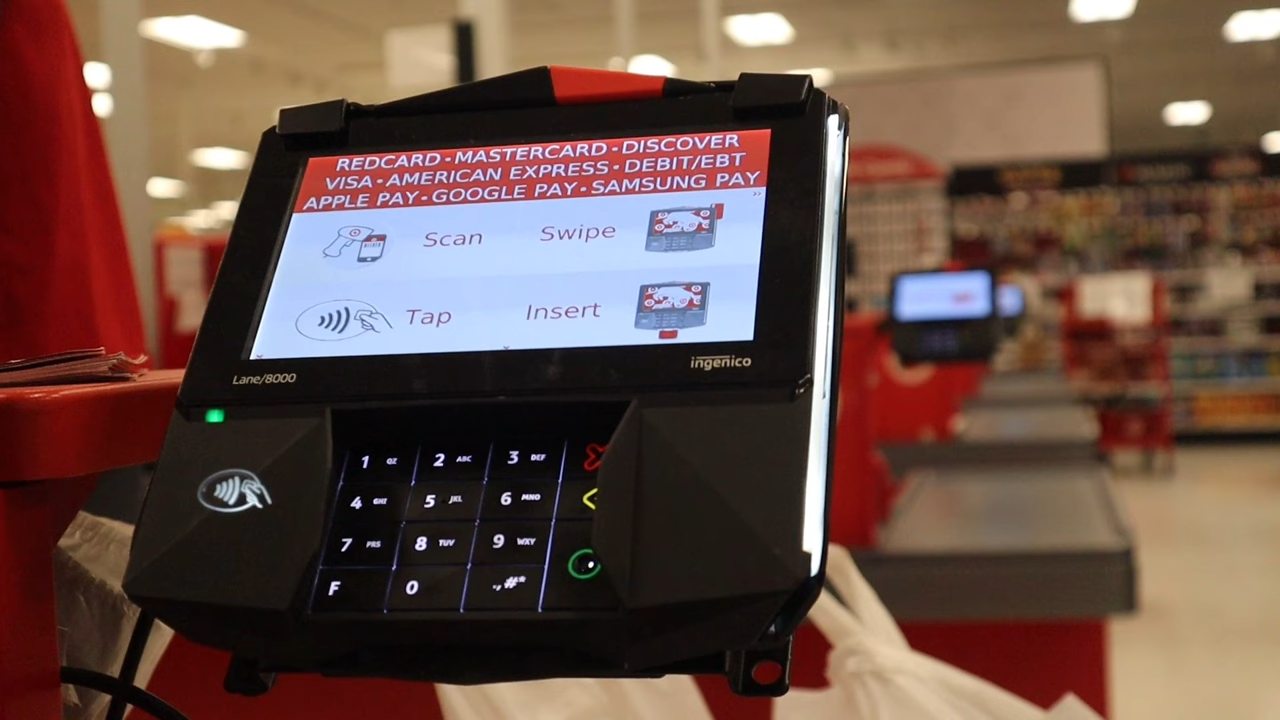 REDCARD • MASTERCARD • DISCOVER
VISA • AMERICAN EXPRESS • DEBIT/EBT
APPLE PAY • GOOGLE PAY • SAMSUNG PAY
Scan Swipe
Tap Insert
Lane/8000 ingenico
1 QZ 2 ABC 3 DEF
4 GHI 5 JKL 6 MNO
7 PRS 8 TUV 9 WXY
F 0 .,#*